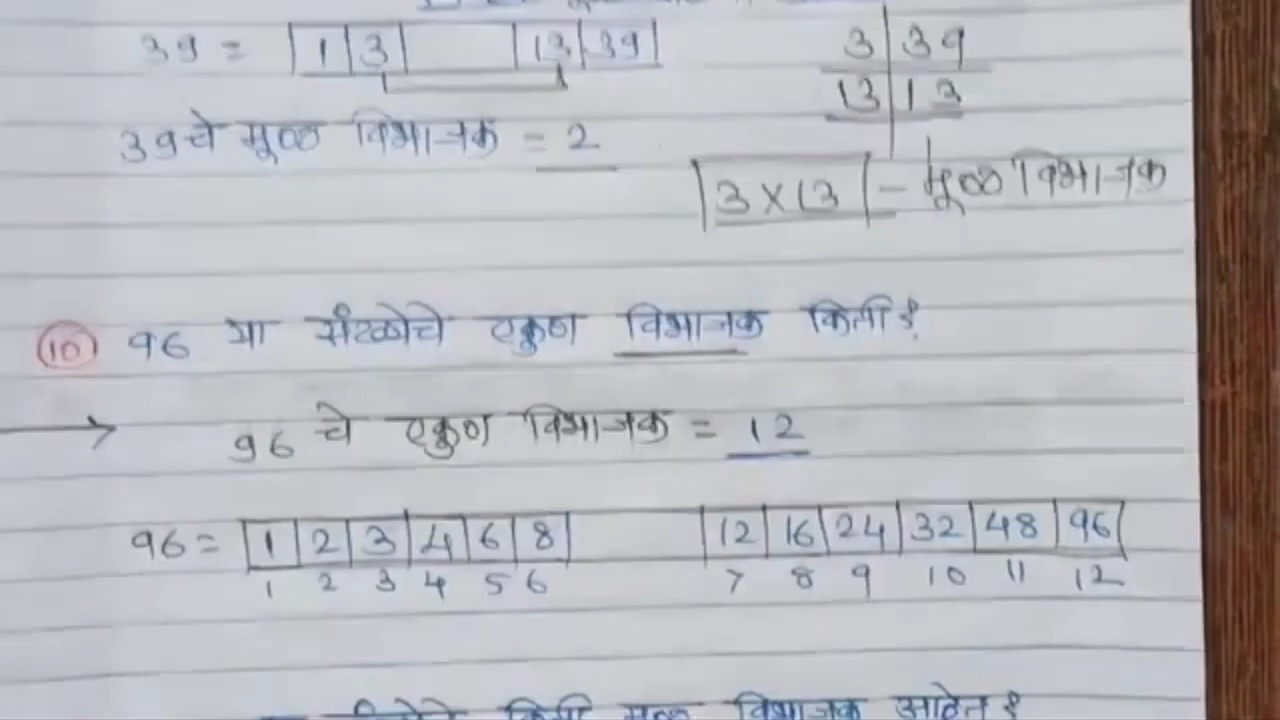 39 = 1 3 13 39
3 39
13 13
39चे मूळ विभाजक = 2
3 × 13 - मूळ विभाजक
10 96 या संख्येचे एकुण विभाजक किती?
→ 96 चे एकुण विभाजक = 12
96 = 1 2 3 4 6 8 12 16 24 32 48 96
1 2 3 4 5 6 7 8 9 10 11 12
किती मूळ विभाजक आहेत?